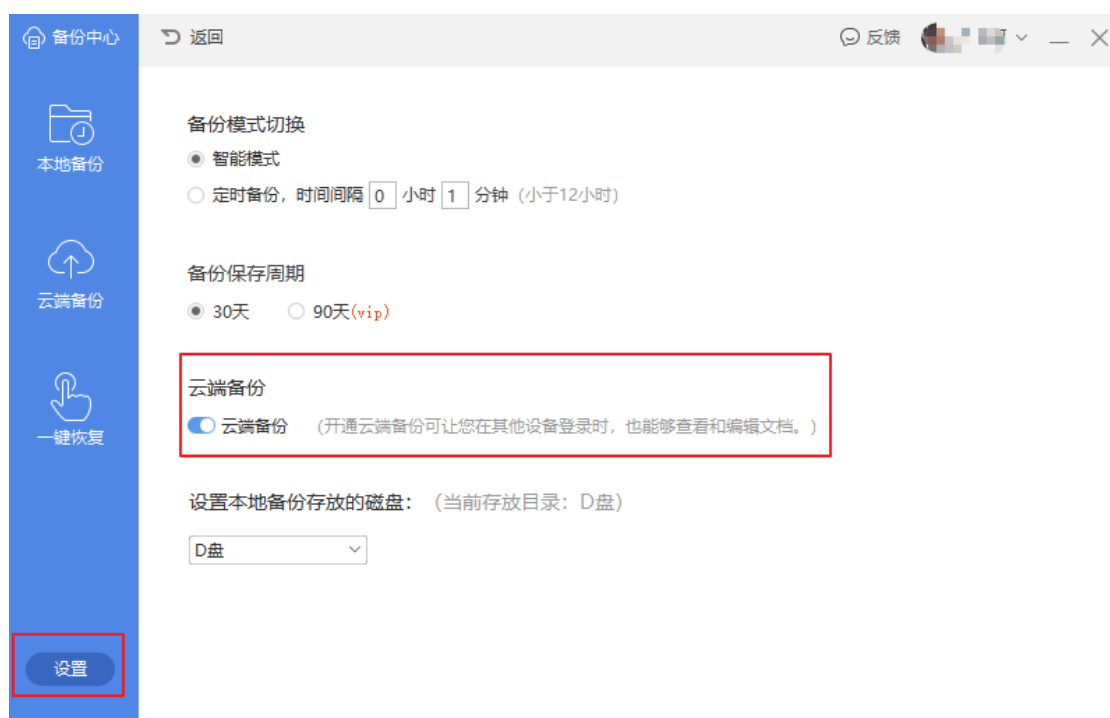 备份中心
返回
反馈
本地备份
云端备份
一键恢复
设置
备份模式切换
智能模式
定时备份，时间间隔 0 小时 1 分钟 (小于12小时)
备份保存周期
30天 90天(vip)
云端备份
云端备份 (开通云端备份可让您在其他设备登录时，也能够查看和编辑文档。)
设置本地备份存放的磁盘： (当前存放目录：D盘)
D盘